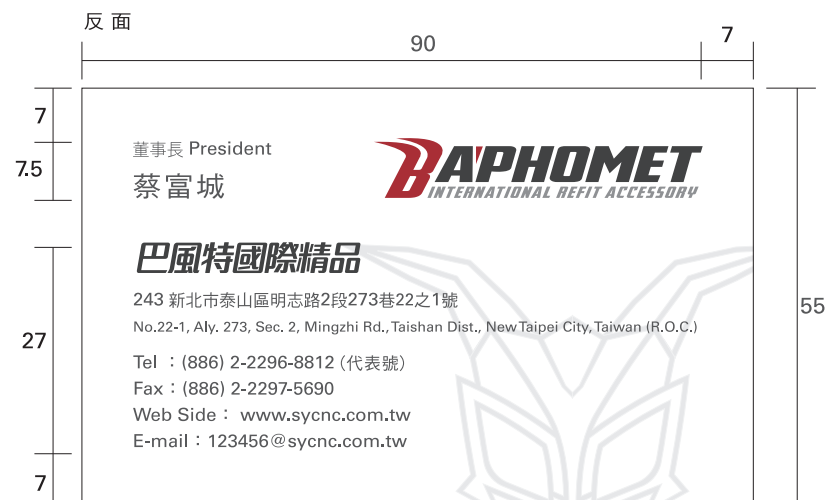 反面
90
7
7
7.5
董事長 President
蔡富城
BAPHOMET
INTERNATIONAL REFIT ACCESSORY
巴風特國際精品
243 新北市泰山區明志路2段273巷22之1號
No.22-1, Aly. 273, Sec. 2, Mingzhi Rd., Taishan Dist., New Taipei City, Taiwan (R.O.C.)
55
27
Tel ：(886) 2-2296-8812 (代表號)
Fax：(886) 2-2297-5690
Web Side： www.sycnc.com.tw
E-mail：123456@sycnc.com.tw
7